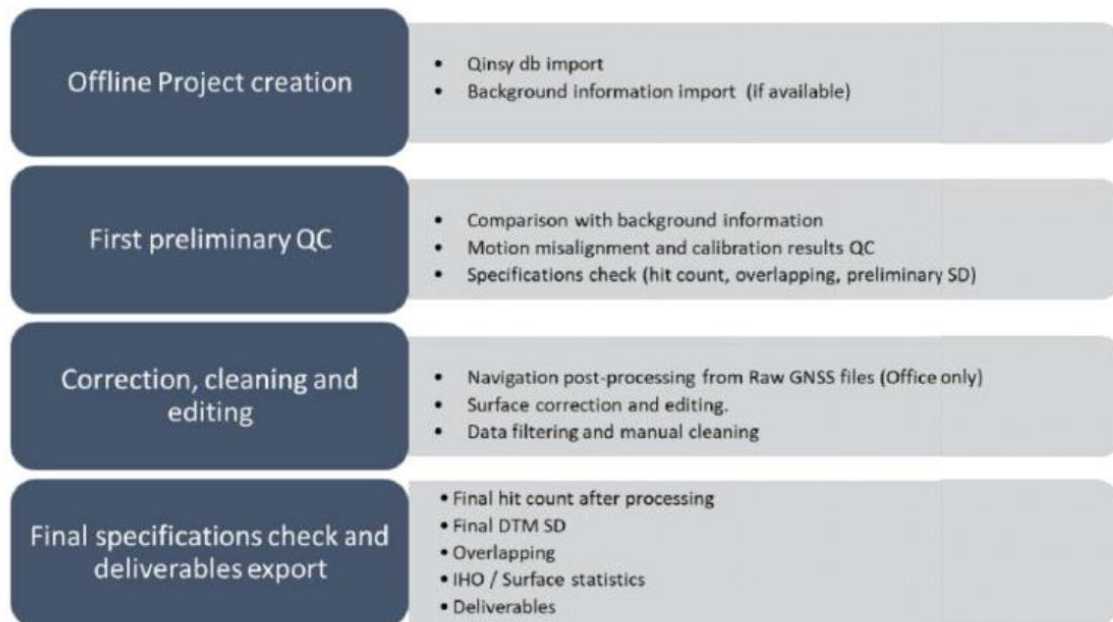 Offline Project creation
• Qinsy db import
• Background information import (if available)
First preliminary QC
• Comparison with background information
• Motion misalignment and calibration results QC
• Specifications check (hit count, overlapping, preliminary SD)
Correction, cleaning and
editing
• Navigation post-processing from Raw GNSS files (Office only)
• Surface correction and editing.
• Data filtering and manual cleaning
Final specifications check and
deliverables export
• Final hit count after processing
• Final DTM SD
• Overlapping
• IHO / Surface statistics
• Deliverables